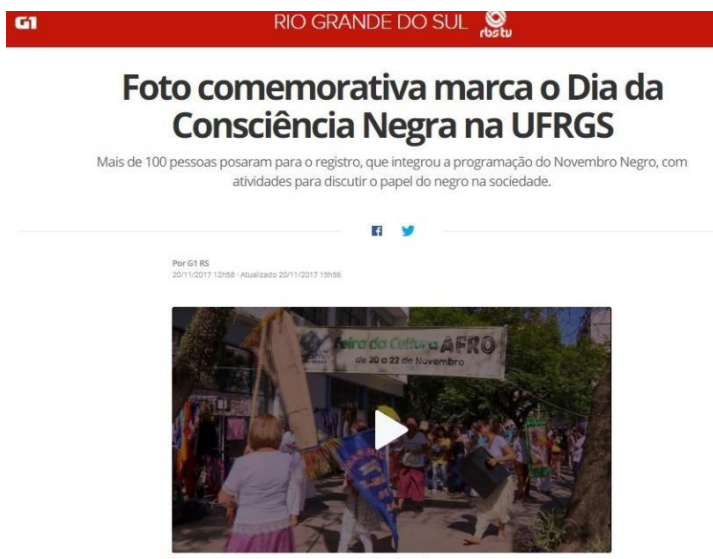 G1
RIO GRANDE DO SUL
rbstv
Foto comemorativa marca o Dia da
Consciência Negra na UFRGS
Mais de 100 pessoas posaram para o registro, que integrou a programação do Novembro Negro, com
atividades para discutir o papel do negro na sociedade.
Por G1 RS
20/11/2017 12h58 · Atualizado 20/11/2017 15h56
Feira da Cultura AFRO
de 20 a 22 de Novembro